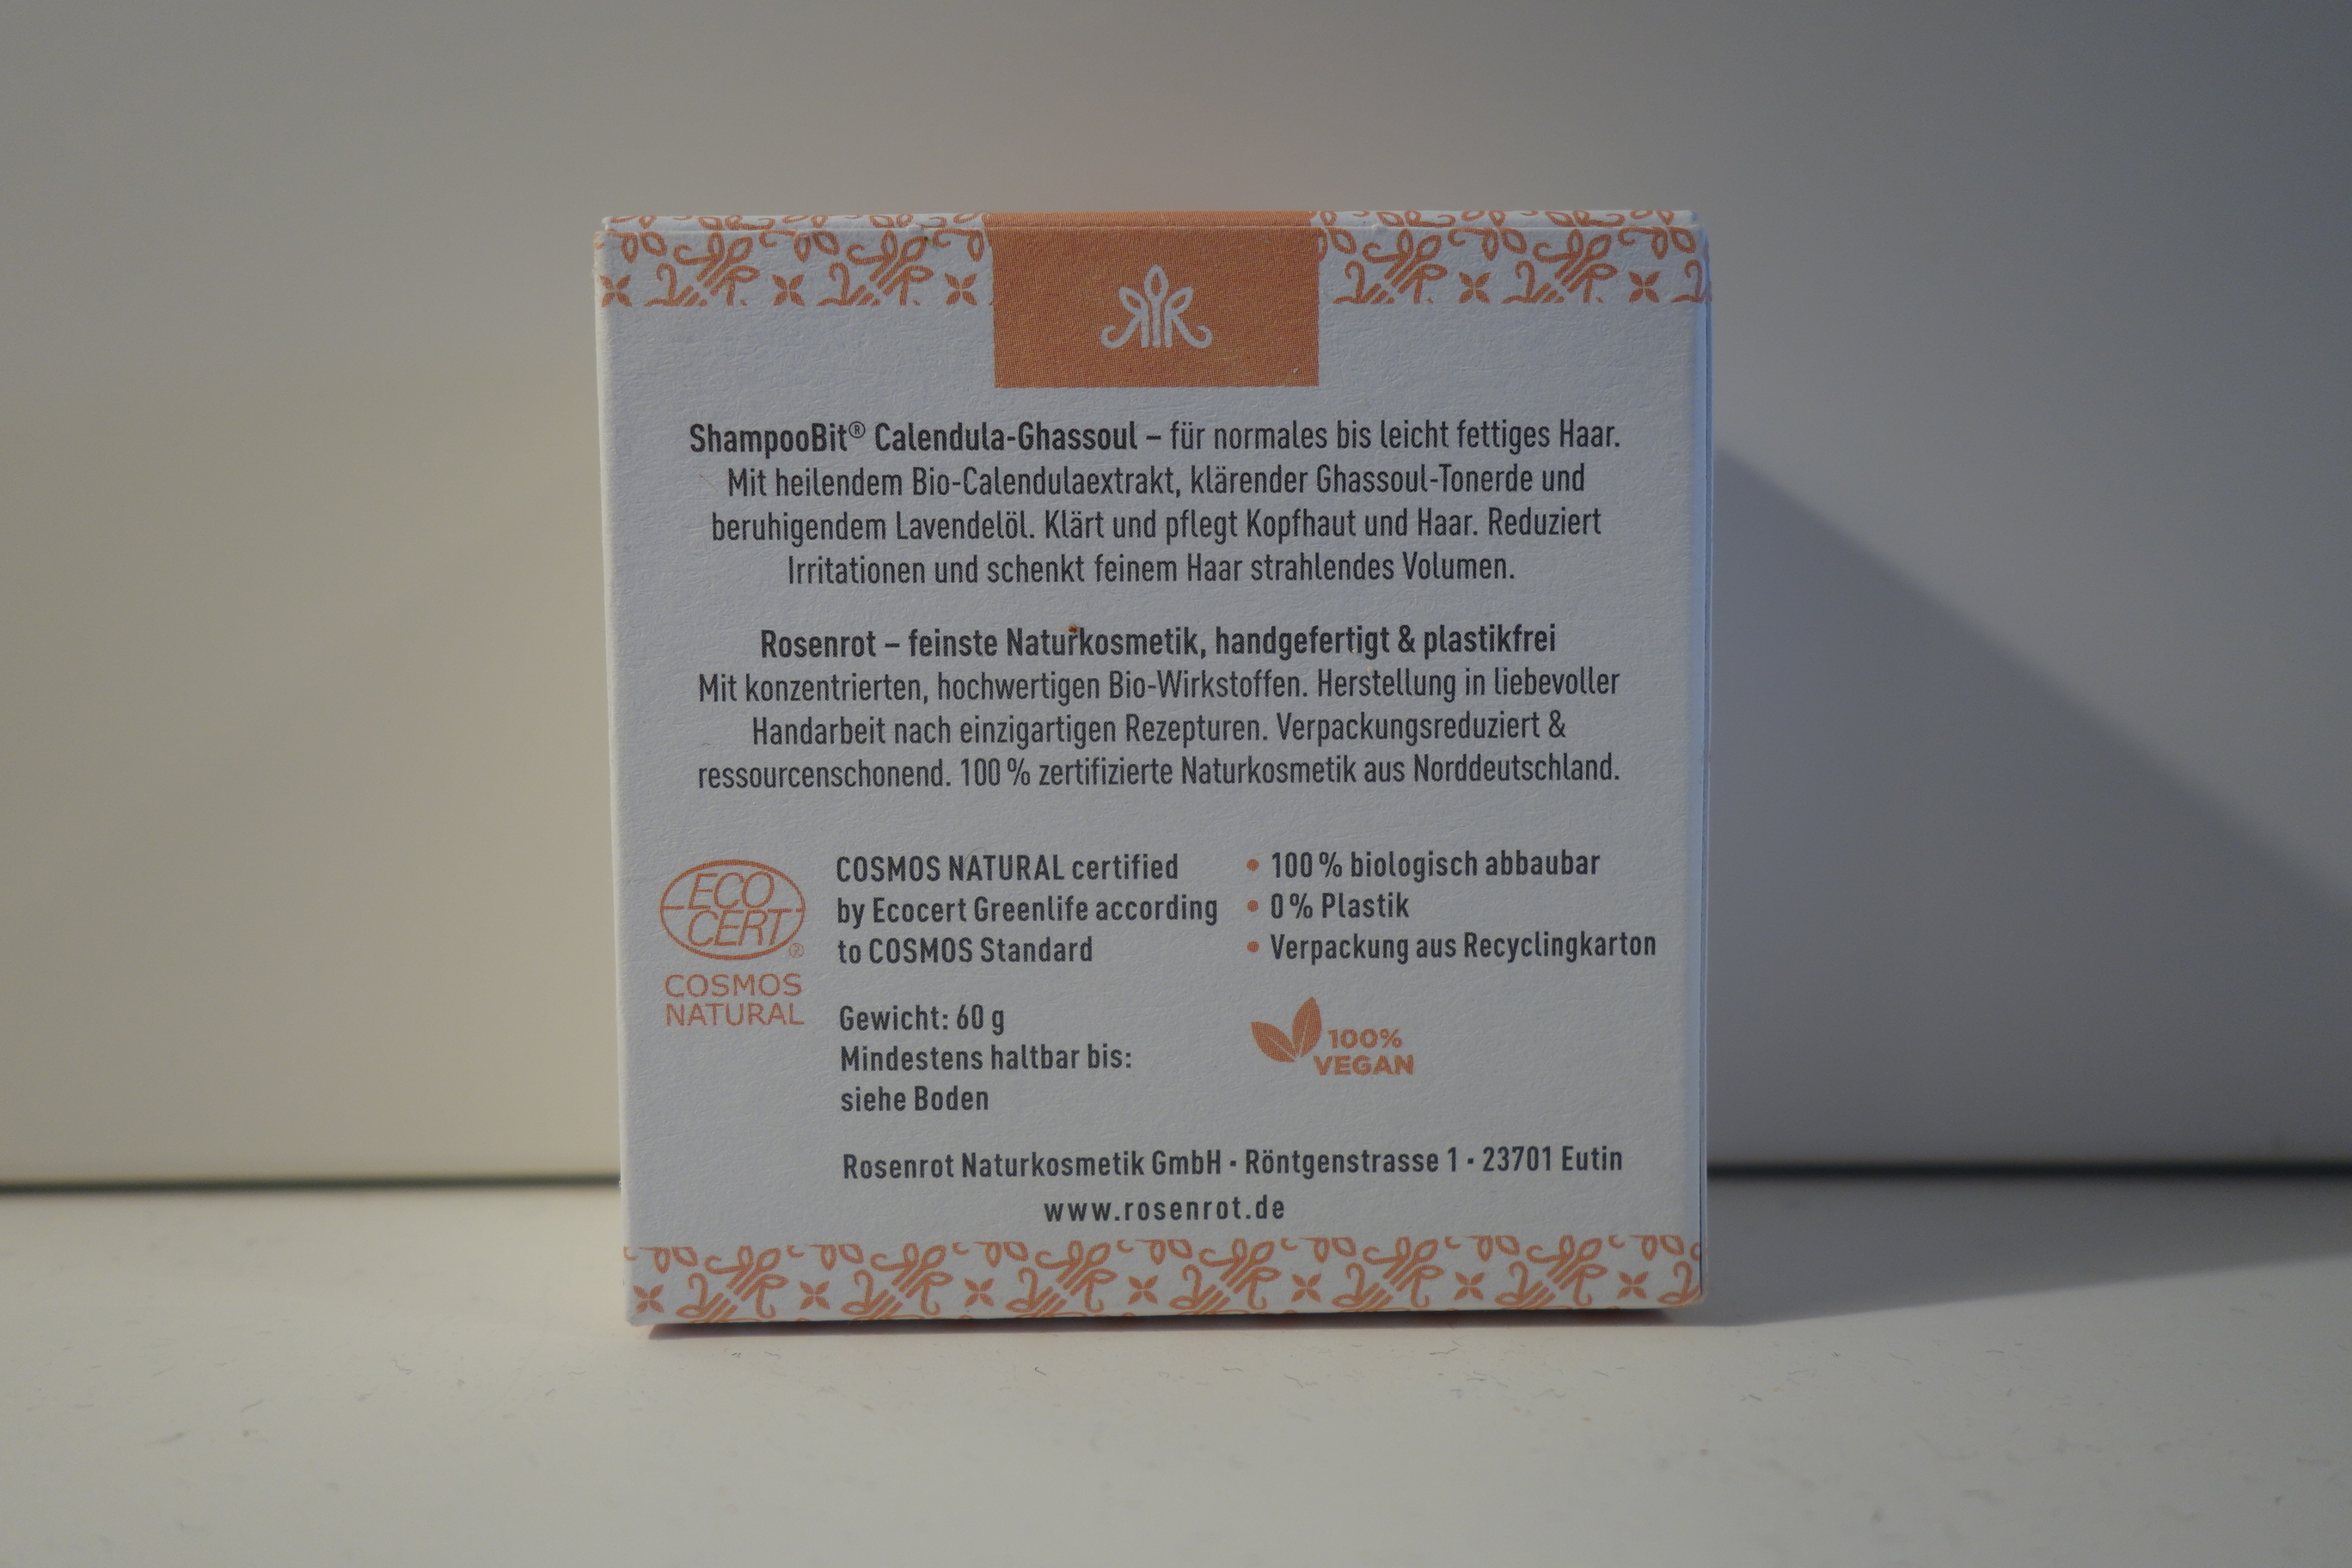 ShampooBit® Calendula-Ghassoul – für normales bis leicht fettiges Haar.
Mit heilendem Bio-Calendulaextrakt, klärender Ghassoul-Tonerde und
beruhigendem Lavendelöl. Klärt und pflegt Kopfhaut und Haar. Reduziert
Irritationen und schenkt feinem Haar strahlendes Volumen.
Rosenrot – feinste Naturkosmetik, handgefertigt & plastikfrei
Mit konzentrierten, hochwertigen Bio-Wirkstoffen. Herstellung in liebevoller
Handarbeit nach einzigartigen Rezepturen. Verpackungsreduziert &
ressourcenschonend. 100 % zertifizierte Naturkosmetik aus Norddeutschland.
ECO
CERT®
COSMOS
NATURAL
COSMOS NATURAL certified
by Ecocert Greenlife according
to COSMOS Standard
• 100 % biologisch abbaubar
• 0 % Plastik
• Verpackung aus Recyclingkarton
Gewicht: 60 g
Mindestens haltbar bis:
siehe Boden
100%
VEGAN
Rosenrot Naturkosmetik GmbH · Röntgenstrasse 1 · 23701 Eutin
www.rosenrot.de